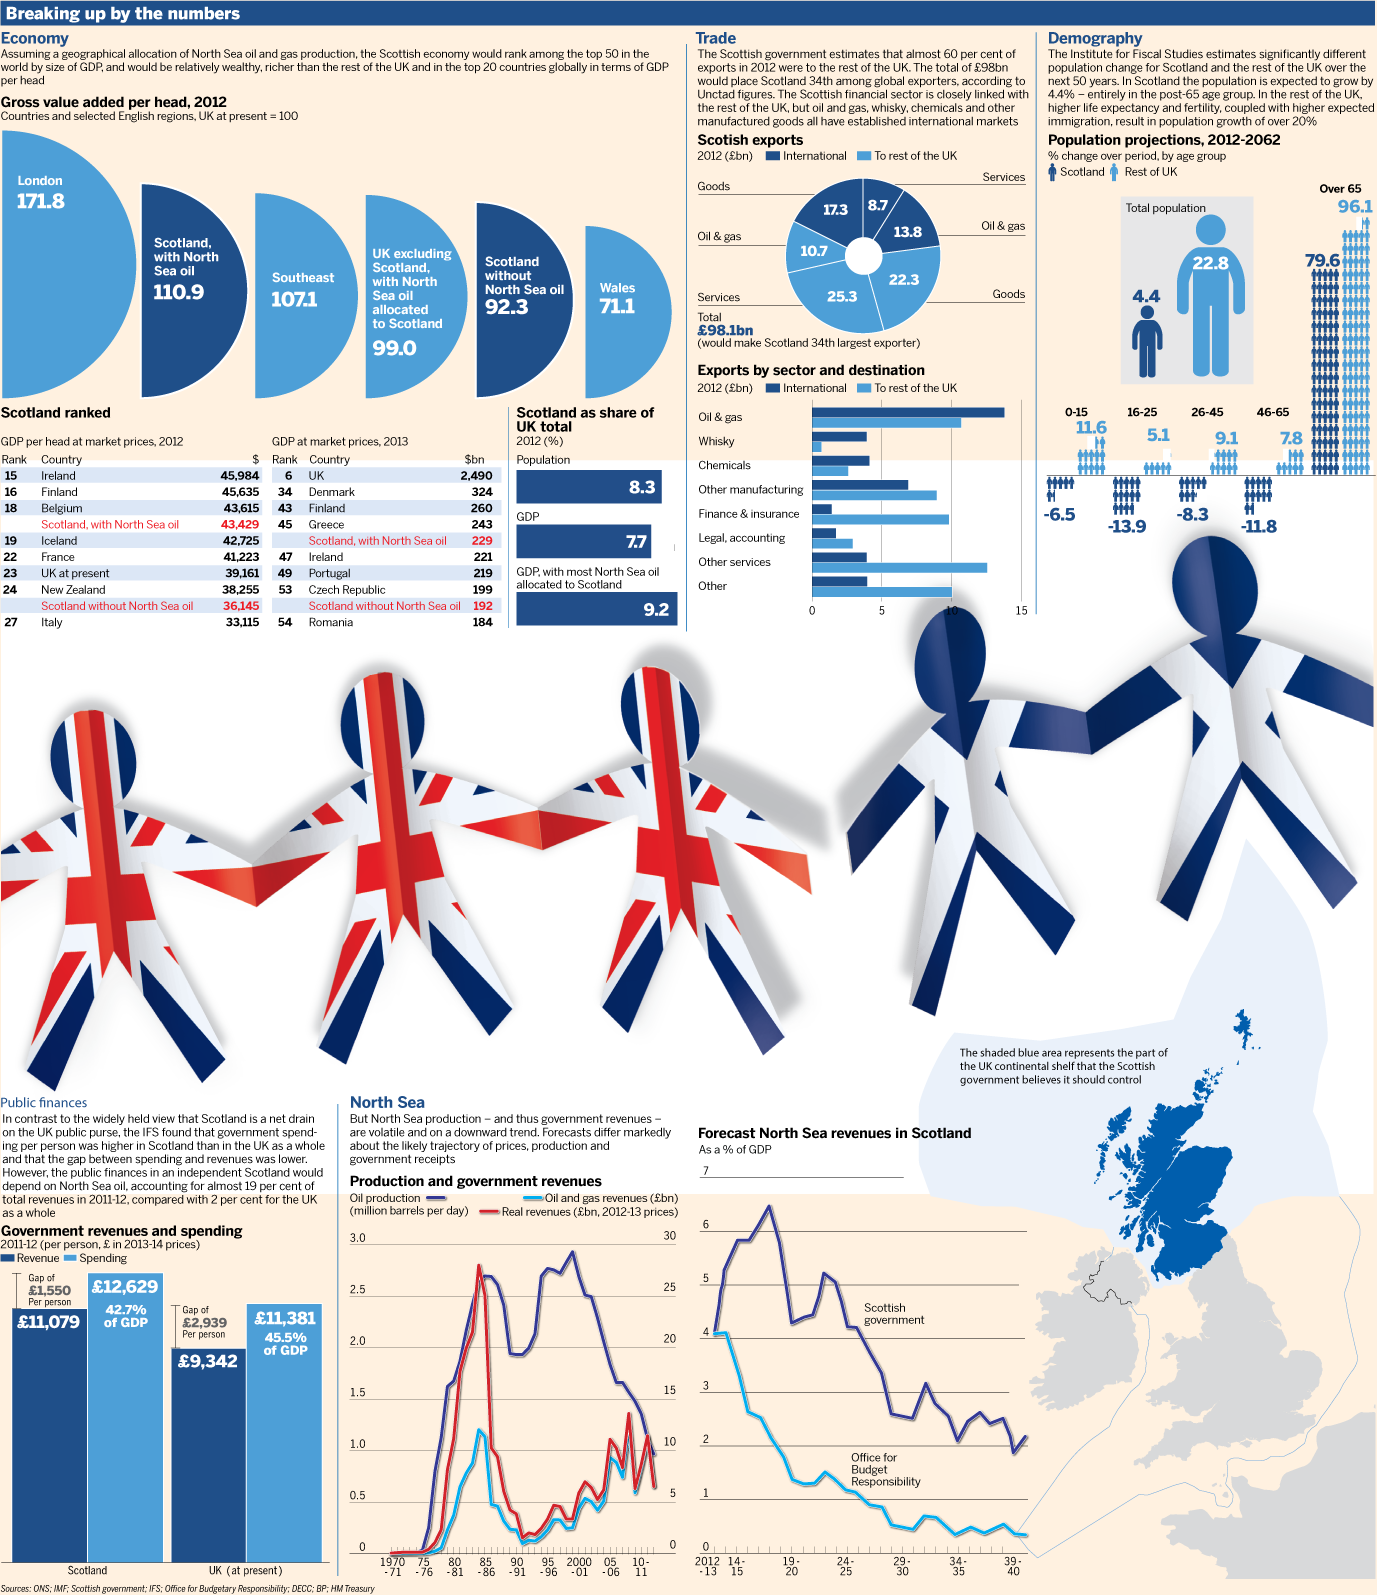 Breaking up by the numbers
Economy
Assuming a geographical allocation of North Sea oil and gas production, the Scottish economy would rank among the top 50 in the
world by size of GDP, and would be relatively wealthy, richer than the rest of the UK and in the top 20 countries globally in terms of GDP
per head
Gross value added per head, 2012
Countries and selected English regions, UK at present = 100
London
171.8
Scotland,
with North
Sea oil
110.9
Southeast
107.1
UK excluding
Scotland,
with North
Sea oil
allocated
to Scotland
99.0
Scotland
without
North Sea oil
92.3
Wales
71.1
Scotland ranked
GDP per head at market prices, 2012
Rank Country $
15 Ireland 45,984
16 Finland 45,635
18 Belgium 43,615
Scotland, with North Sea oil 43,429
19 Iceland 42,725
22 France 41,223
23 UK at present 39,161
24 New Zealand 38,255
Scotland without North Sea oil 36,145
27 Italy 33,115
GDP at market prices, 2013
Rank Country $bn
6 UK 2,490
34 Denmark 324
43 Finland 260
45 Greece 243
Scotland, with North Sea oil 229
47 Ireland 221
49 Portugal 219
53 Czech Republic 199
Scotland without North Sea oil 192
54 Romania 184
Scotland as share of
UK total
2012 (%)
Population
8.3
GDP
7.7
GDP, with most North Sea oil
allocated to Scotland
9.2
Trade
The Scottish government estimates that almost 60 per cent of
exports in 2012 were to the rest of the UK. The total of £98bn
would place Scotland 34th among global exporters, according to
Unctad figures. The Scottish financial sector is closely linked with
the rest of the UK, but oil and gas, whisky, chemicals and other
manufactured goods all have established international markets
Scotish exports
2012 (£bn) International To rest of the UK
Goods
Services
17.3
8.7
Oil & gas
Oil & gas
13.8
10.7
22.3
25.3
Services
Goods
Total
£98.1bn
(would make Scotland 34th largest exporter)
Exports by sector and destination
2012 (£bn) International To rest of the UK
Oil & gas
Whisky
Chemicals
Other manufacturing
Finance & insurance
Legal, accounting
Other services
Other
0 5 10 15
Demography
The Institute for Fiscal Studies estimates significantly different
population change for Scotland and the rest of the UK over the
next 50 years. In Scotland the population is expected to grow by
4.4% – entirely in the post-65 age group. In the rest of the UK,
higher life expectancy and fertility, coupled with higher expected
immigration, result in population growth of over 20%
Population projections, 2012-2062
% change over period, by age group
Scotland Rest of UK
Total population
22.8
4.4
Over 65
96.1
79.6
0-15 16-25 26-45 46-65
11.6 5.1 9.1 7.8
-6.5 -13.9 -8.3 -11.8
The shaded blue area represents the part of
the UK continental shelf that the Scottish
government believes it should control
Public finances
In contrast to the widely held view that Scotland is a net drain
on the UK public purse, the IFS found that government spend-
ing per person was higher in Scotland than in the UK as a whole
and that the gap between spending and revenues was lower.
However, the public finances in an independent Scotland would
depend on North Sea oil, accounting for almost 19 per cent of
total revenues in 2011-12, compared with 2 per cent for the UK
as a whole
Government revenues and spending
2011-12 (per person, £ in 2013-14 prices)
Revenue Spending
Gap of
£1,550
Per person
£11,079
£12,629
42.7%
of GDP
Gap of
£2,939
Per person
£9,342
£11,381
45.5%
of GDP
Scotland UK (at present)
North Sea
But North Sea production – and thus government revenues –
are volatile and on a downward trend. Forecasts differ markedly
about the likely trajectory of prices, production and
government receipts
Production and government revenues
Oil production
(million barrels per day)
Oil and gas revenues (£bn)
Real revenues (£bn, 2012-13 prices)
3.0 30
2.5 25
2.0 20
1.5 15
1.0 10
0.5 5
0 0
1970 -76 81 85 91 95 2000 05 10-
-71 -76 -81 -86 -91 -96 -01 -06 -11
Forecast North Sea revenues in Scotland
As a % of GDP
7
6
5
4
3
2
1
0
Scottish
government
Office for
Budget
Responsibility
2012 14- 19- 24- 29- 34- 39-
-13 15 20 25 30 35 40
Sources: ONS; IMF; Scottish government; IFS; Office for Budgetary Responsibility; DECC; BP; HM Treasury